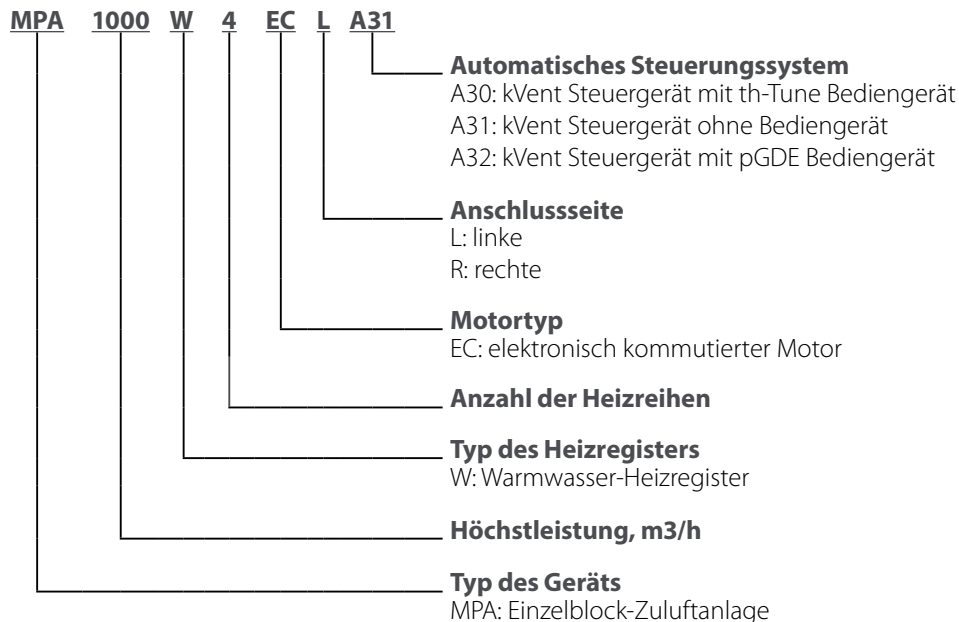 MPA 1000 W 4 EC L A31
Automatisches Steuerungssystem
A30: kVent Steuergerät mit th-Tune Bediengerät
A31: kVent Steuergerät ohne Bediengerät
A32: kVent Steuergerät mit pGDE Bediengerät
Anschlussseite
L: linke
R: rechte
Motortyp
EC: elektronisch kommutierter Motor
Anzahl der Heizreihen
Typ des Heizregisters
W: Warmwasser-Heizregister
Höchstleistung, m3/h
Typ des Geräts
MPA: Einzelblock-Zuluftanlage